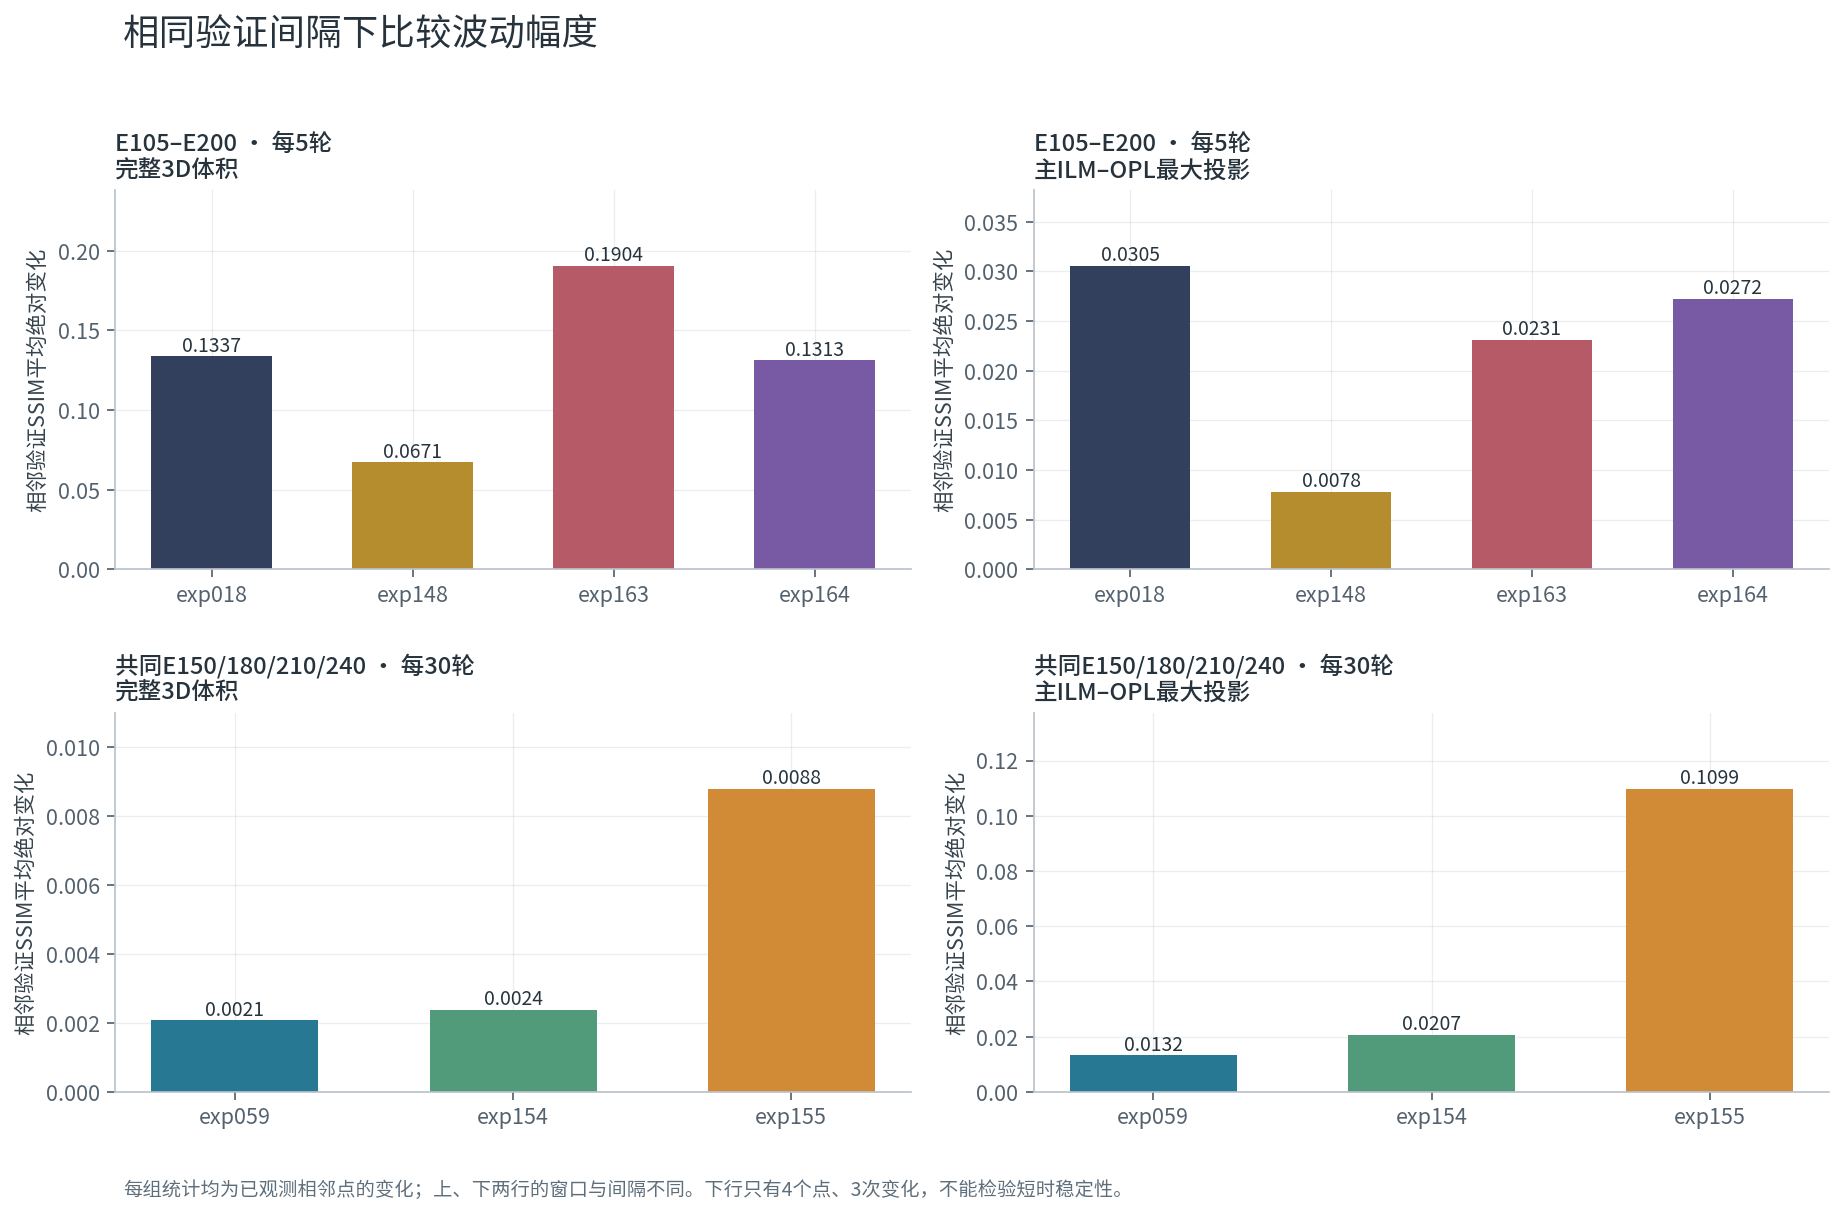 相同验证间隔下比较波动幅度
E105–E200 · 每5轮
完整3D体积
相邻验证SSIM平均绝对变化
0.20
0.15
0.10
0.05
0.00
0.1337
0.0671
0.1904
0.1313
exp018
exp148
exp163
exp164
E105–E200 · 每5轮
主ILM–OPL最大投影
相邻验证SSIM平均绝对变化
0.035
0.030
0.025
0.020
0.015
0.010
0.005
0.000
0.0305
0.0078
0.0231
0.0272
exp018
exp148
exp163
exp164
共同E150/180/210/240 · 每30轮
完整3D体积
相邻验证SSIM平均绝对变化
0.010
0.008
0.006
0.004
0.002
0.000
0.0021
0.0024
0.0088
exp059
exp154
exp155
共同E150/180/210/240 · 每30轮
主ILM–OPL最大投影
相邻验证SSIM平均绝对变化
0.12
0.10
0.08
0.06
0.04
0.02
0.00
0.0132
0.0207
0.1099
exp059
exp154
exp155
每组统计均为已观测相邻点的变化；上、下两行的窗口与间隔不同。下行只有4个点、3次变化，不能检验短时稳定性。